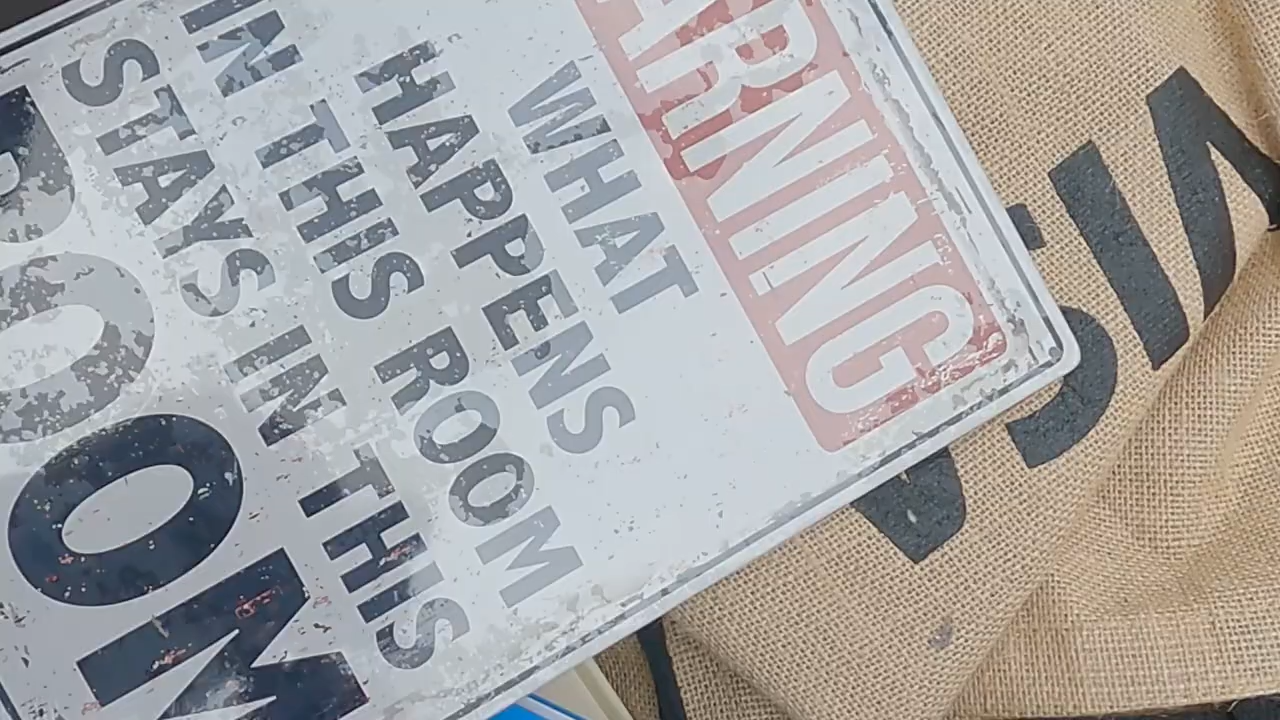 ARNING
WHAT
HAPPENS
IN THIS ROOM
STAYS IN THIS
ROOM